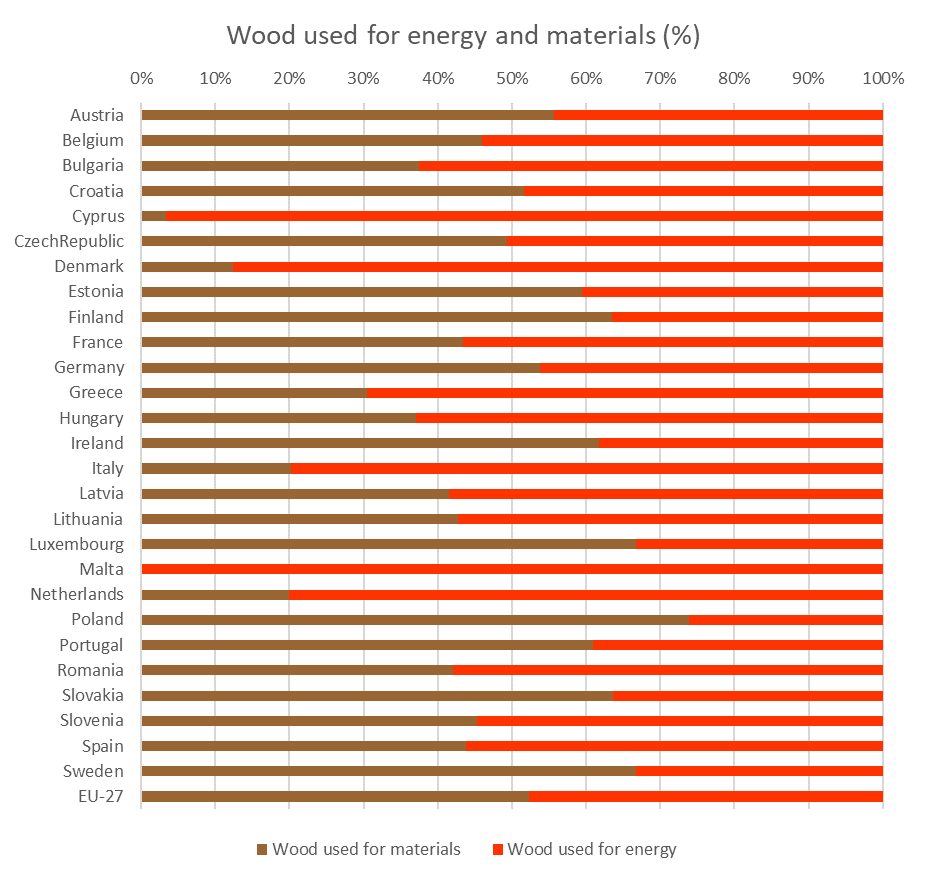 Wood used for energy and materials (%)
0% 10% 20% 30% 40% 50% 60% 70% 80% 90% 100%
Austria
Belgium
Bulgaria
Croatia
Cyprus
CzechRepublic
Denmark
Estonia
Finland
France
Germany
Greece
Hungary
Ireland
Italy
Latvia
Lithuania
Luxembourg
Malta
Netherlands
Poland
Portugal
Romania
Slovakia
Slovenia
Spain
Sweden
EU-27
Wood used for materials Wood used for energy